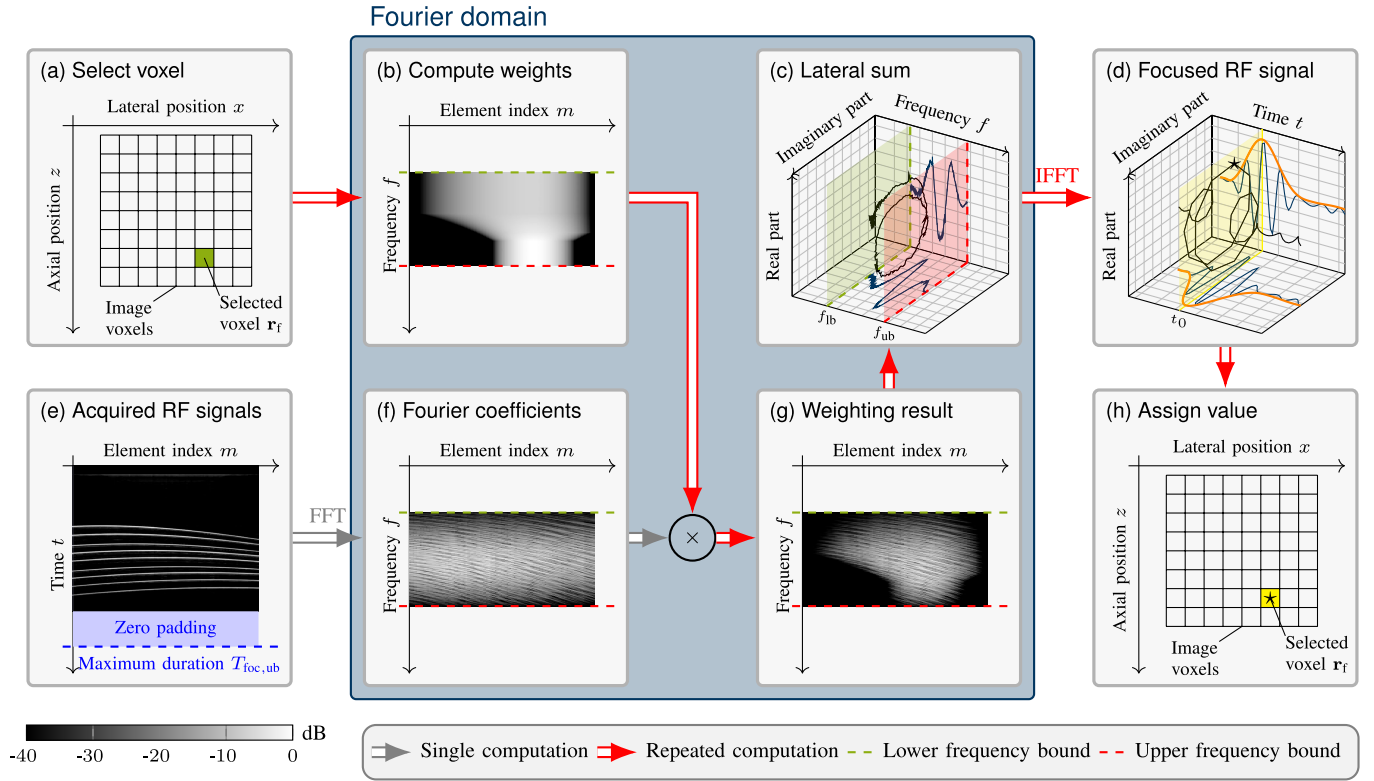 Fourier domain
(a) Select voxel
Lateral position x
Axial position z
Image
voxels
Selected
voxel r_f
(b) Compute weights
Element index m
Frequency f
(c) Lateral sum
Imaginary part
Frequency f
Real part
f_lb
f_ub
IFFT
(d) Focused RF signal
Imaginary part
Time t
Real part
t_0
★
(e) Acquired RF signals
Element index m
Time t
Zero padding
Maximum duration T_foc,ub
FFT
(f) Fourier coefficients
Element index m
Frequency f
×
(g) Weighting result
Element index m
Frequency f
(h) Assign value
Lateral position x
Axial position z
★
Image
voxels
Selected
voxel r_f
dB
-40 -30 -20 -10 0
Single computation Repeated computation Lower frequency bound Upper frequency bound